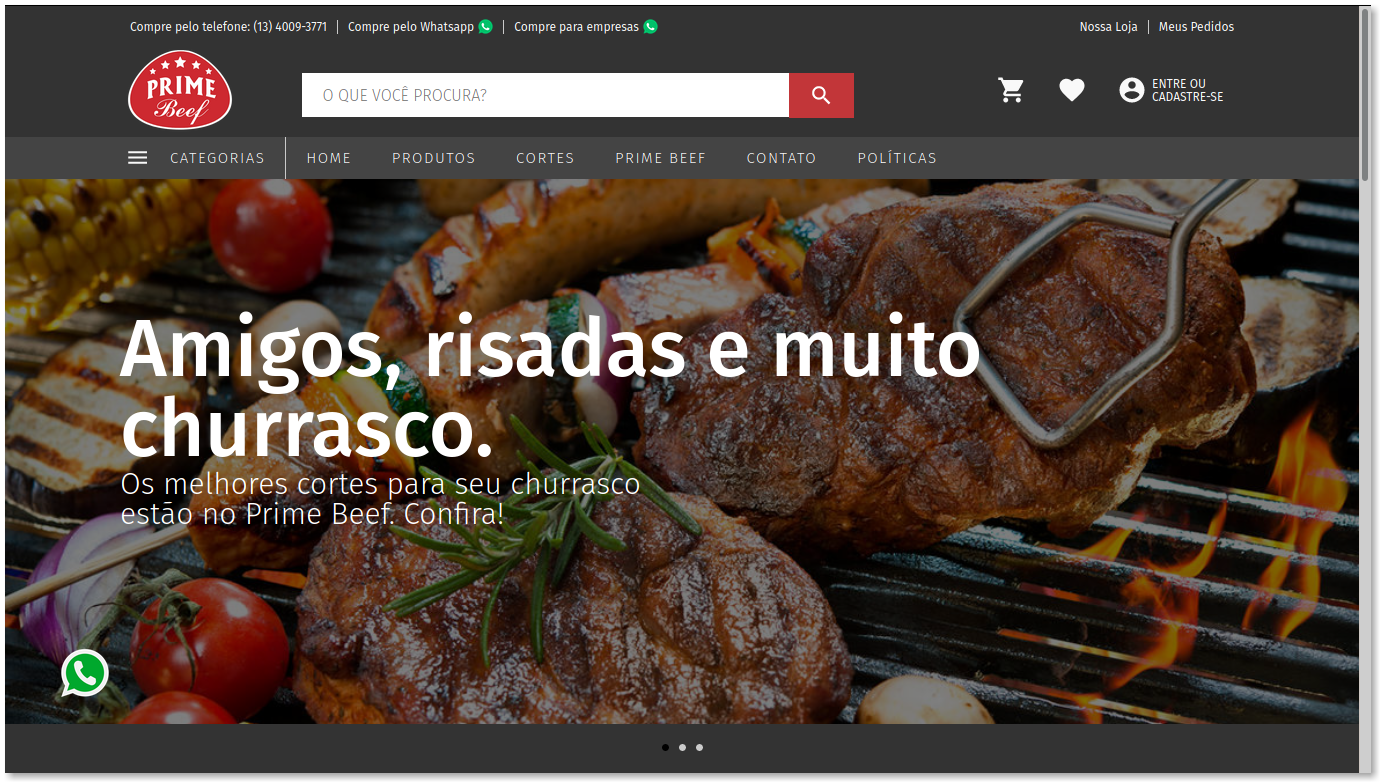 Compre pelo telefone: (13) 4009-3771 | Compre pelo Whatsapp | Compre para empresas
Nossa Loja | Meus Pedidos
PRIME
Beef
O QUE VOCÊ PROCURA?
ENTRE OU
CADASTRE-SE
CATEGORIAS
HOME PRODUTOS CORTES PRIME BEEF CONTATO POLÍTICAS
Amigos, risadas e muito
churrasco.
Os melhores cortes para seu churrasco
estão no Prime Beef. Confira!